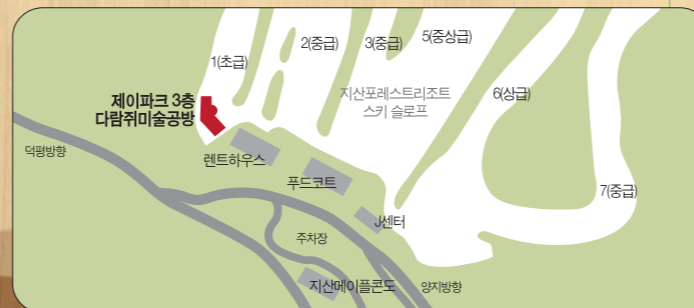 1(초급)
2(중급)
3(중급)
5(중상급)
6(상급)
7(중급)
지산포레스트리조트
스키 슬로프
제이파크 3층
다람쥐미술공방
덕평방향
렌트하우스
푸드코트
J센터
주차장
지산메이플콘도
양지방향